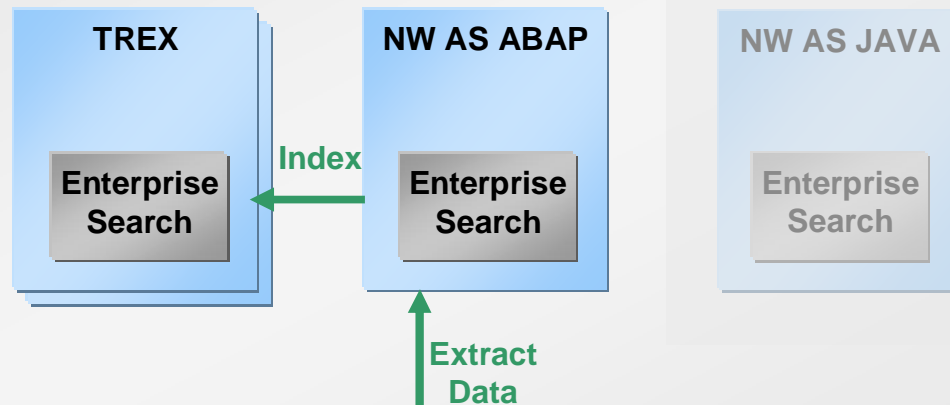 TREX
Enterprise
Search
Index
NW AS ABAP
Enterprise
Search
Extract
Data
NW AS JAVA
Enterprise
Search